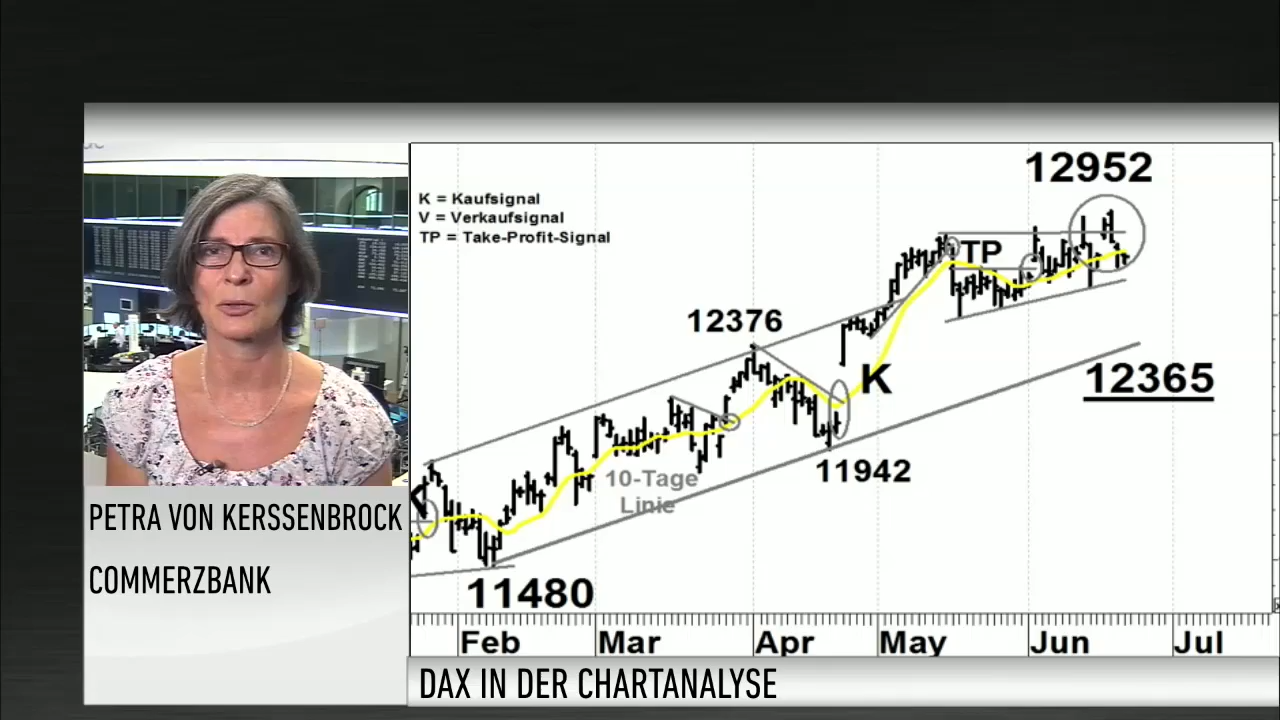 K = Kaufsignal
V = Verkaufsignal
TP = Take-Profit-Signal
12952
TP
12376
K
12365
11942
10-Tage
Linie
K
11480
Feb
Mar
Apr
May
Jun
Jul
PETRA VON KERSSENBROCK
COMMERZBANK
DAX IN DER CHARTANALYSE